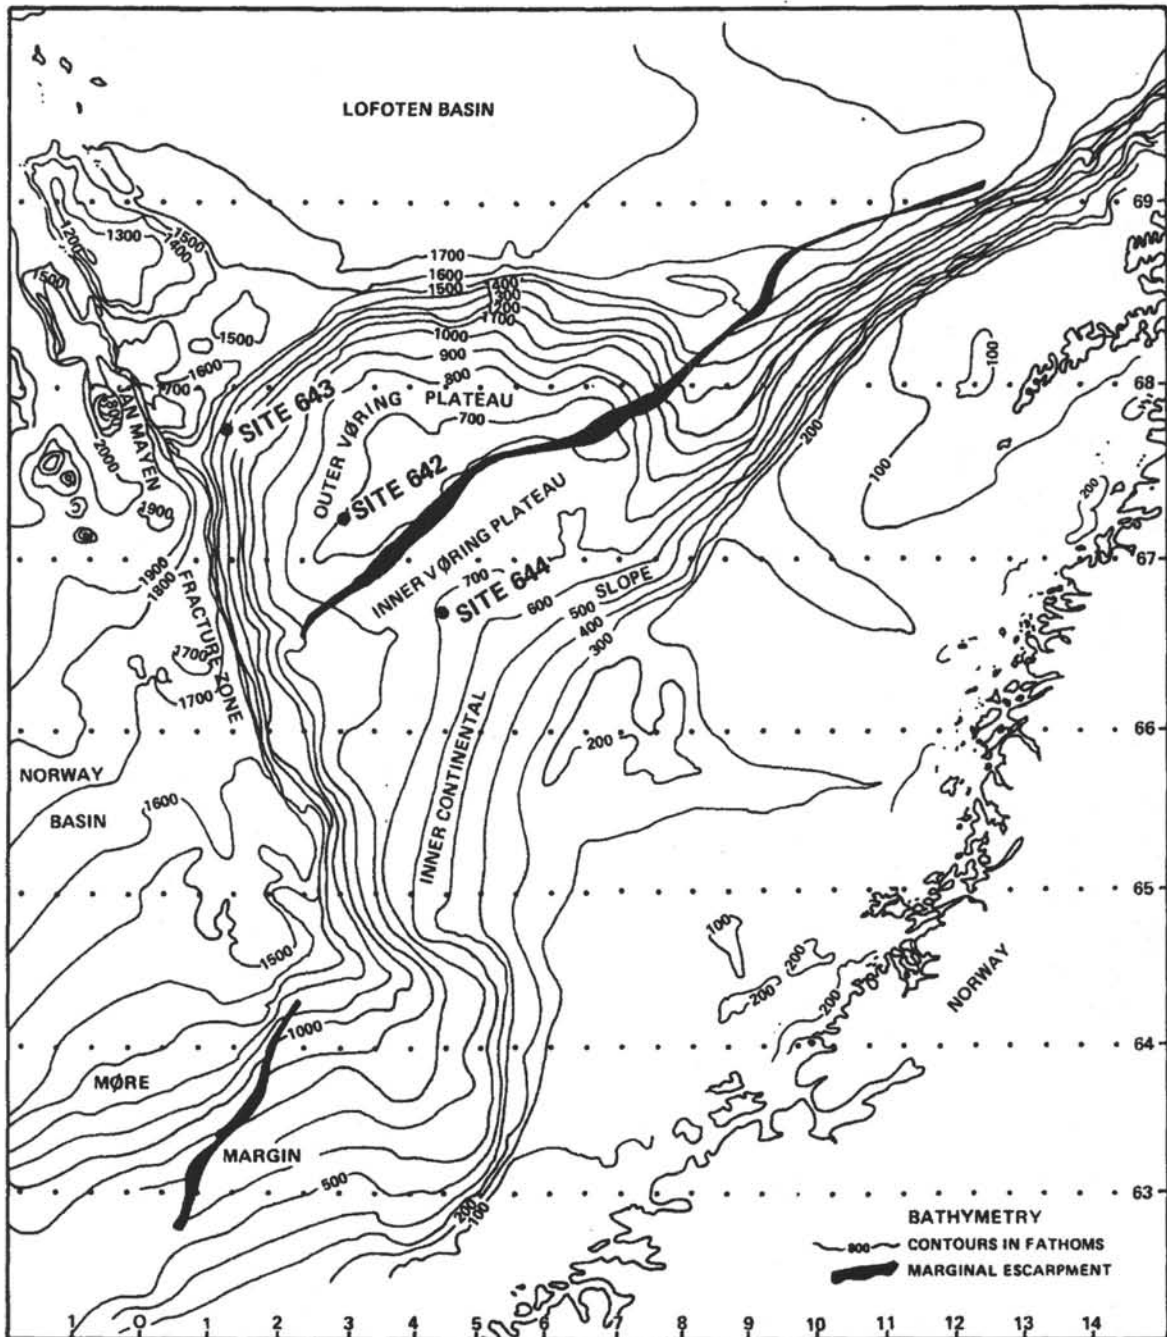 LOFOTEN BASIN
69
1200
1300
1500
1400
1500
1700
1600
1500
1400
1300
1200
1100
1000
900
800
700
1500
1600
1700
100
68
JAN MAYEN
FRACTURE ZONE
SITE 643
OUTER VØRING PLATEAU
SITE 642
200
100
200
2000
1900
67
1900
1800
INNER VØRING PLATEAU
700
SITE 644
600
500
SLOPE
400
300
1700
1700
66
200
NORWAY
BASIN
1600
INNER CONTINENTAL
65
100
200
200
200
1500
NORWAY
1000
64
MØRE
MARGIN
500
63
200
100
BATHYMETRY
800 CONTOURS IN FATHOMS
MARGINAL ESCARPMENT
1 0 1 2 3 4 5 6 7 8 9 10 11 12 13 14